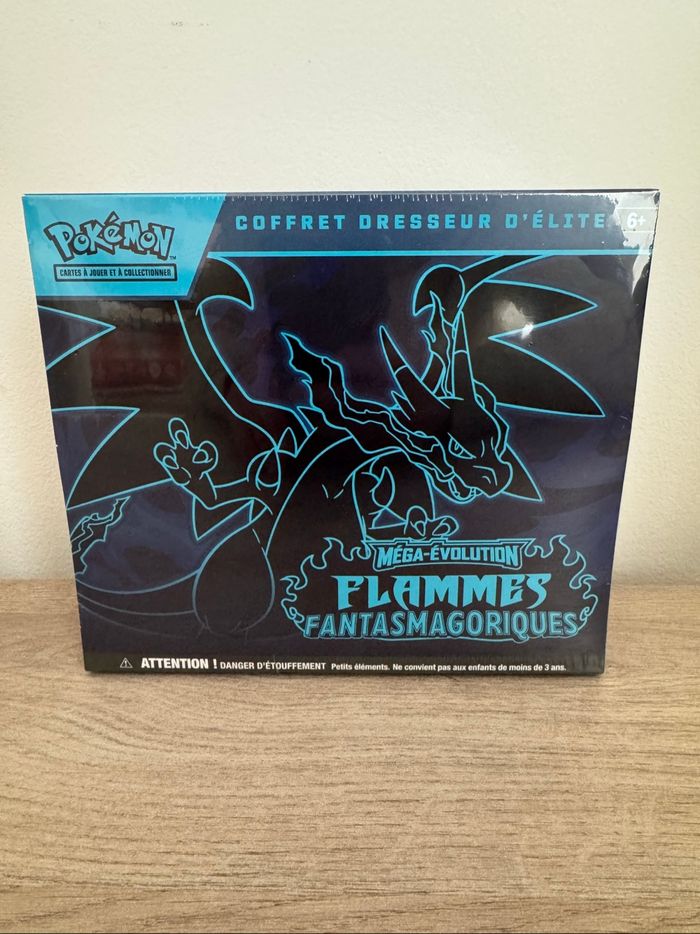 POKÉMON™
CARTES À JOUER ET À COLLECTIONNER
COFFRET DRESSEUR D'ÉLITE
6+
MÉGA-ÉVOLUTION
FLAMMES
FANTASMAGORIQUES
⚠ ATTENTION ! DANGER D'ÉTOUFFEMENT Petits éléments. Ne convient pas aux enfants de moins de 3 ans.